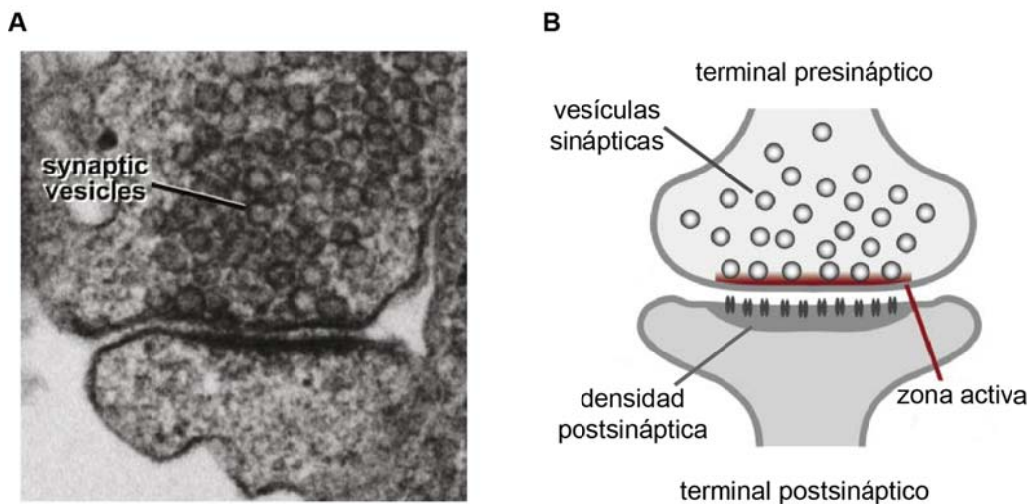 A
synaptic
vesicles
B
terminal presináptico
vesículas
sinápticas
densidad
postsináptica
zona activa
terminal postsináptico